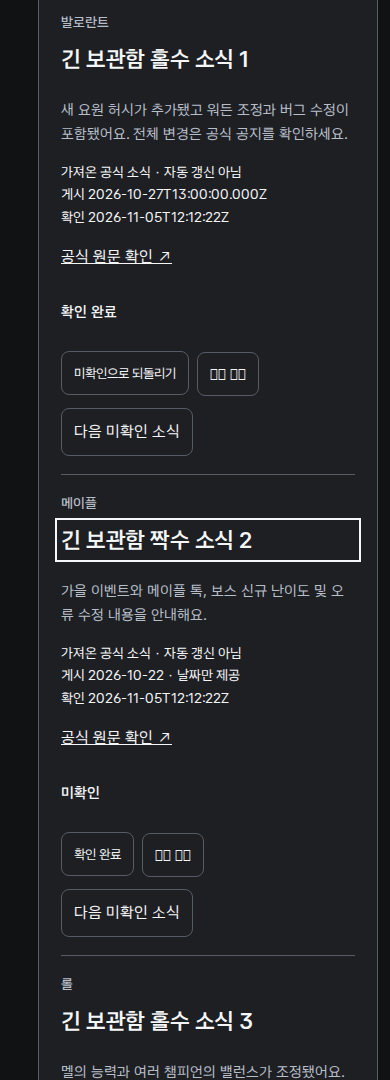 발로란트
긴 보관함 홀수 소식 1
새 요원 허시가 추가됐고 워든 조정과 버그 수정이
포함됐어요. 전체 변경은 공식 공지를 확인하세요.
가져온 공식 소식 · 자동 갱신 아님
게시 2026-10-27T13:00:00.000Z
확인 2026-11-05T12:12:22Z
공식 원문 확인 ↗
확인 완료
미확인으로 되돌리기
다음 미확인 소식
메이플
긴 보관함 짝수 소식 2
가을 이벤트와 메이플 톡, 보스 신규 난이도 및 오
류 수정 내용을 안내해요.
가져온 공식 소식 · 자동 갱신 아님
게시 2026-10-22 · 날짜만 제공
확인 2026-11-05T12:12:22Z
공식 원문 확인 ↗
미확인
확인 완료
다음 미확인 소식
롤
긴 보관함 홀수 소식 3
멜의 능력과 여러 챔피언의 밸런스가 조정됐어요.